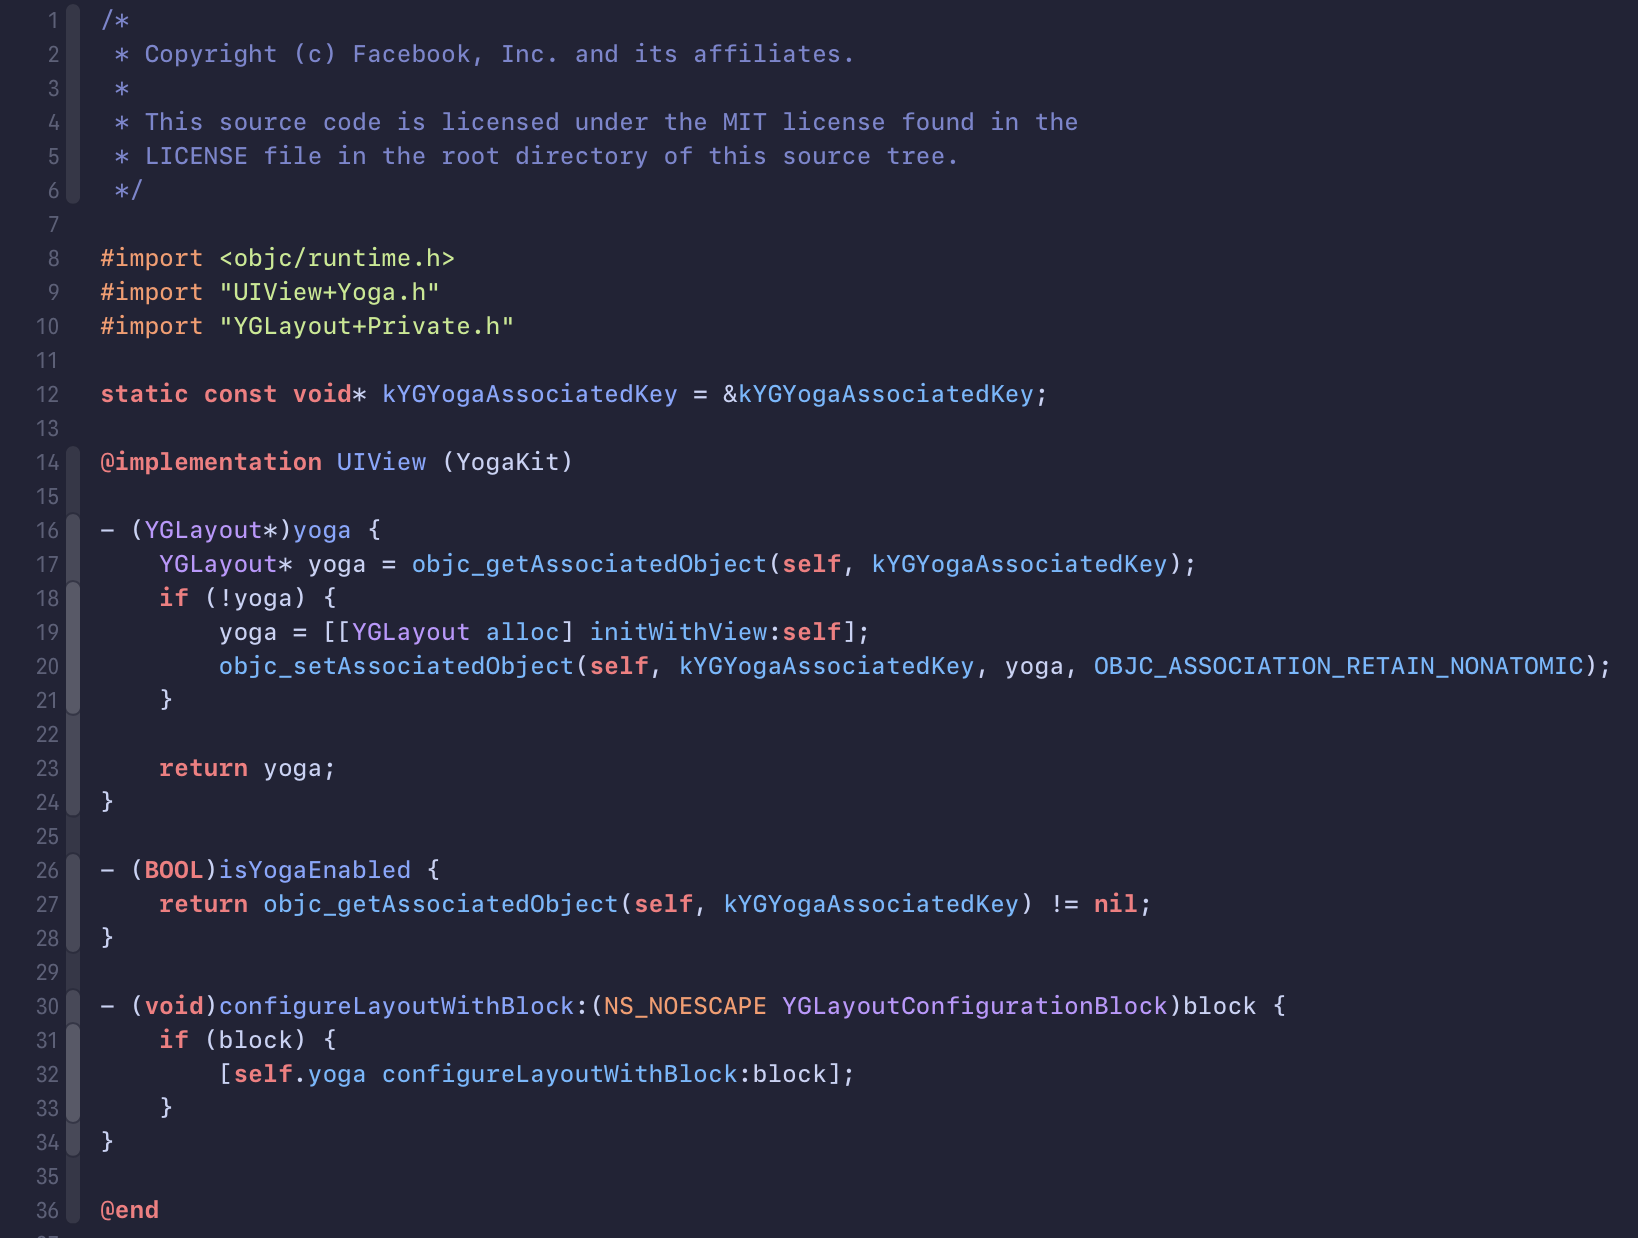 1 /*
2  * Copyright (c) Facebook, Inc. and its affiliates.
3  *
4  * This source code is licensed under the MIT license found in the
5  * LICENSE file in the root directory of this source tree.
6  */
7
8 #import <objc/runtime.h>
9 #import "UIView+Yoga.h"
10 #import "YGLayout+Private.h"
11
12 static const void* kYGYogaAssociatedKey = &kYGYogaAssociatedKey;
13
14 @implementation UIView (YogaKit)
15
16 - (YGLayout*)yoga {
17     YGLayout* yoga = objc_getAssociatedObject(self, kYGYogaAssociatedKey);
18     if (!yoga) {
19         yoga = [[YGLayout alloc] initWithView:self];
20         objc_setAssociatedObject(self, kYGYogaAssociatedKey, yoga, OBJC_ASSOCIATION_RETAIN_NONATOMIC);
21     }
22
23     return yoga;
24 }
25
26 - (BOOL)isYogaEnabled {
27     return objc_getAssociatedObject(self, kYGYogaAssociatedKey) != nil;
28 }
29
30 - (void)configureLayoutWithBlock:(NS_NOESCAPE YGLayoutConfigurationBlock)block {
31     if (block) {
32         [self.yoga configureLayoutWithBlock:block];
33     }
34 }
35
36 @end